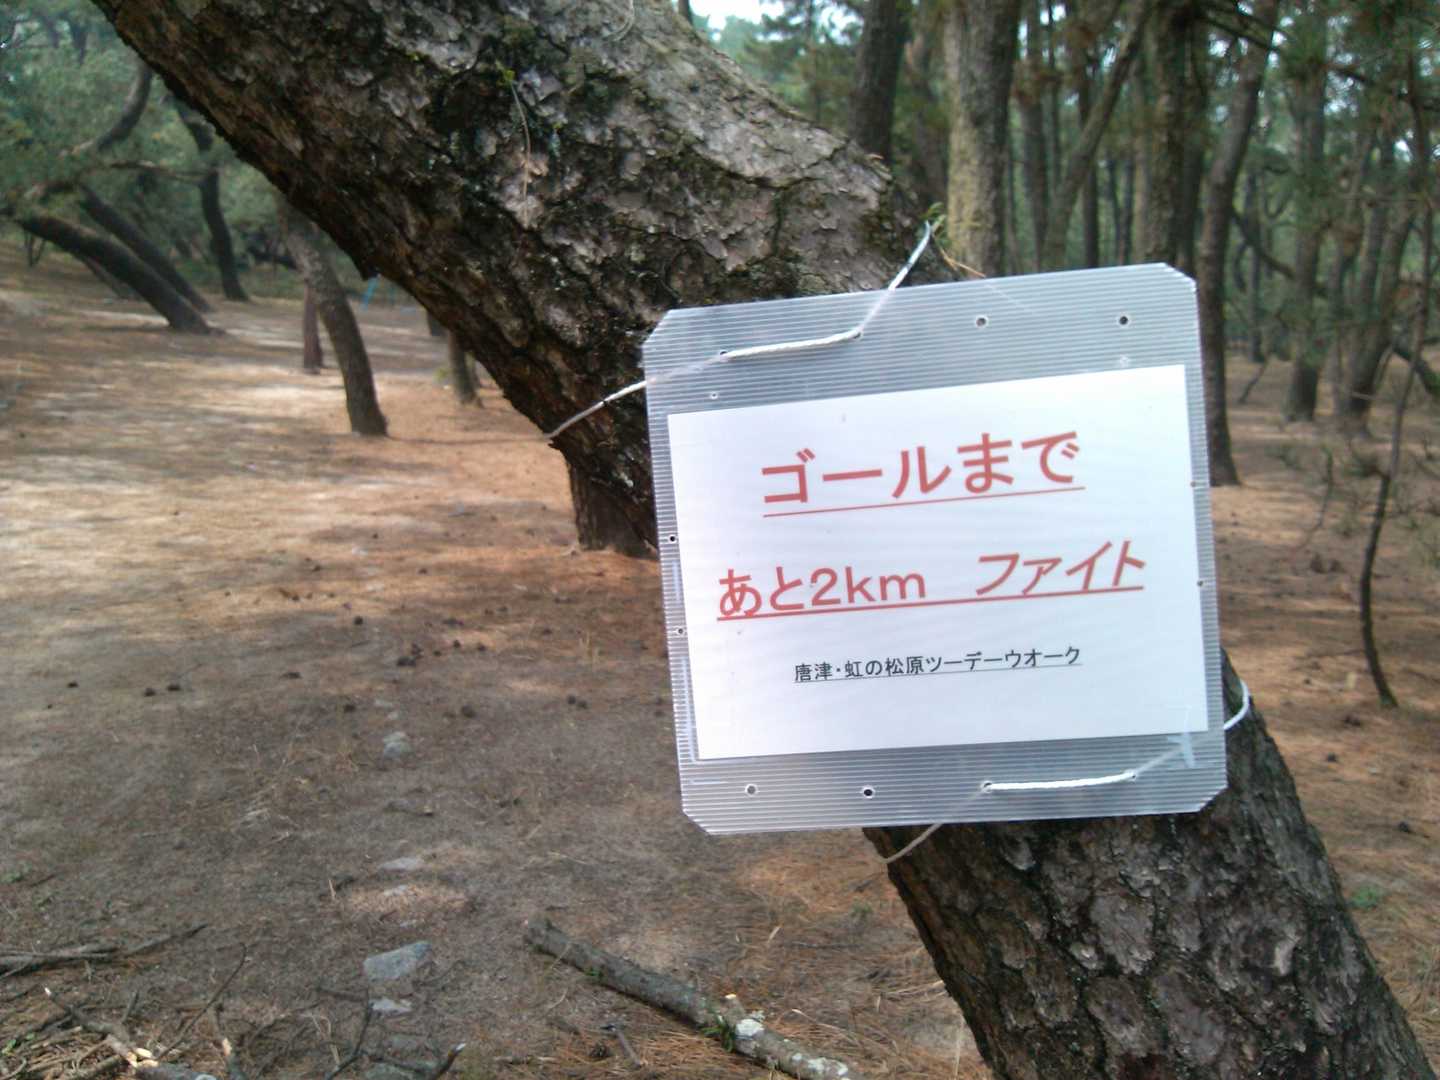 ゴールまで
あと2km　ファイト
唐津・虹の松原ツーデーウオーク